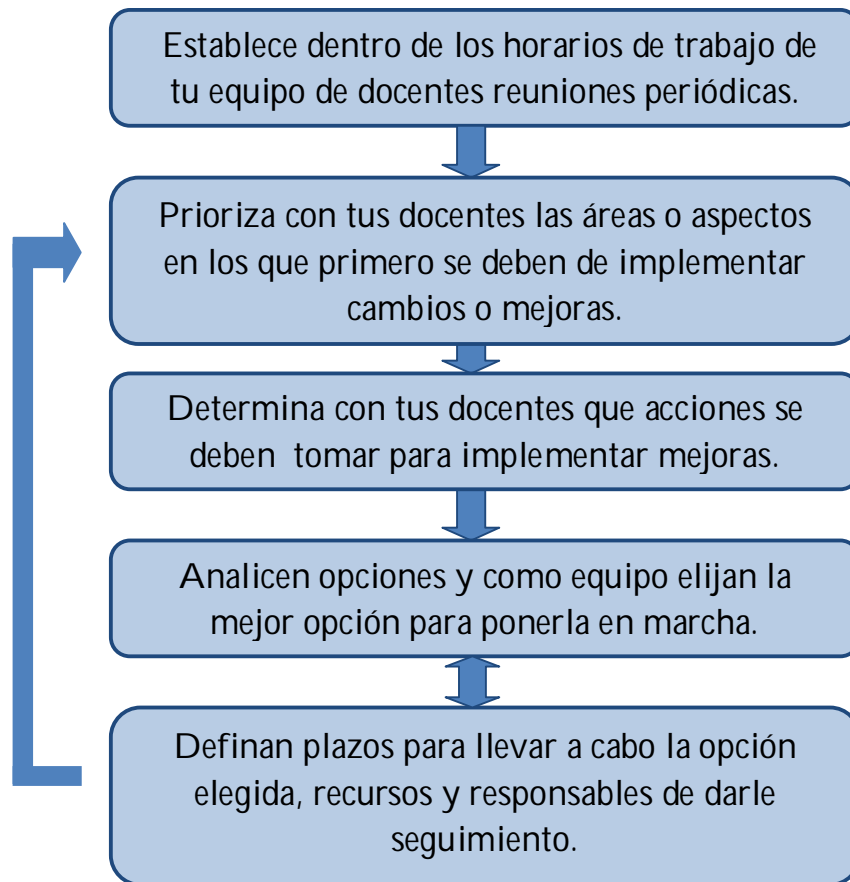 Establece dentro de los horarios de trabajo de
tu equipo de docentes reuniones periódicas.
Prioriza con tus docentes las áreas o aspectos
en los que primero se deben de implementar
cambios o mejoras.
Determina con tus docentes que acciones se
deben tomar para implementar mejoras.
Analicen opciones y como equipo elijan la
mejor opción para ponerla en marcha.
Definan plazos para llevar a cabo la opción
elegida, recursos y responsables de darle
seguimiento.